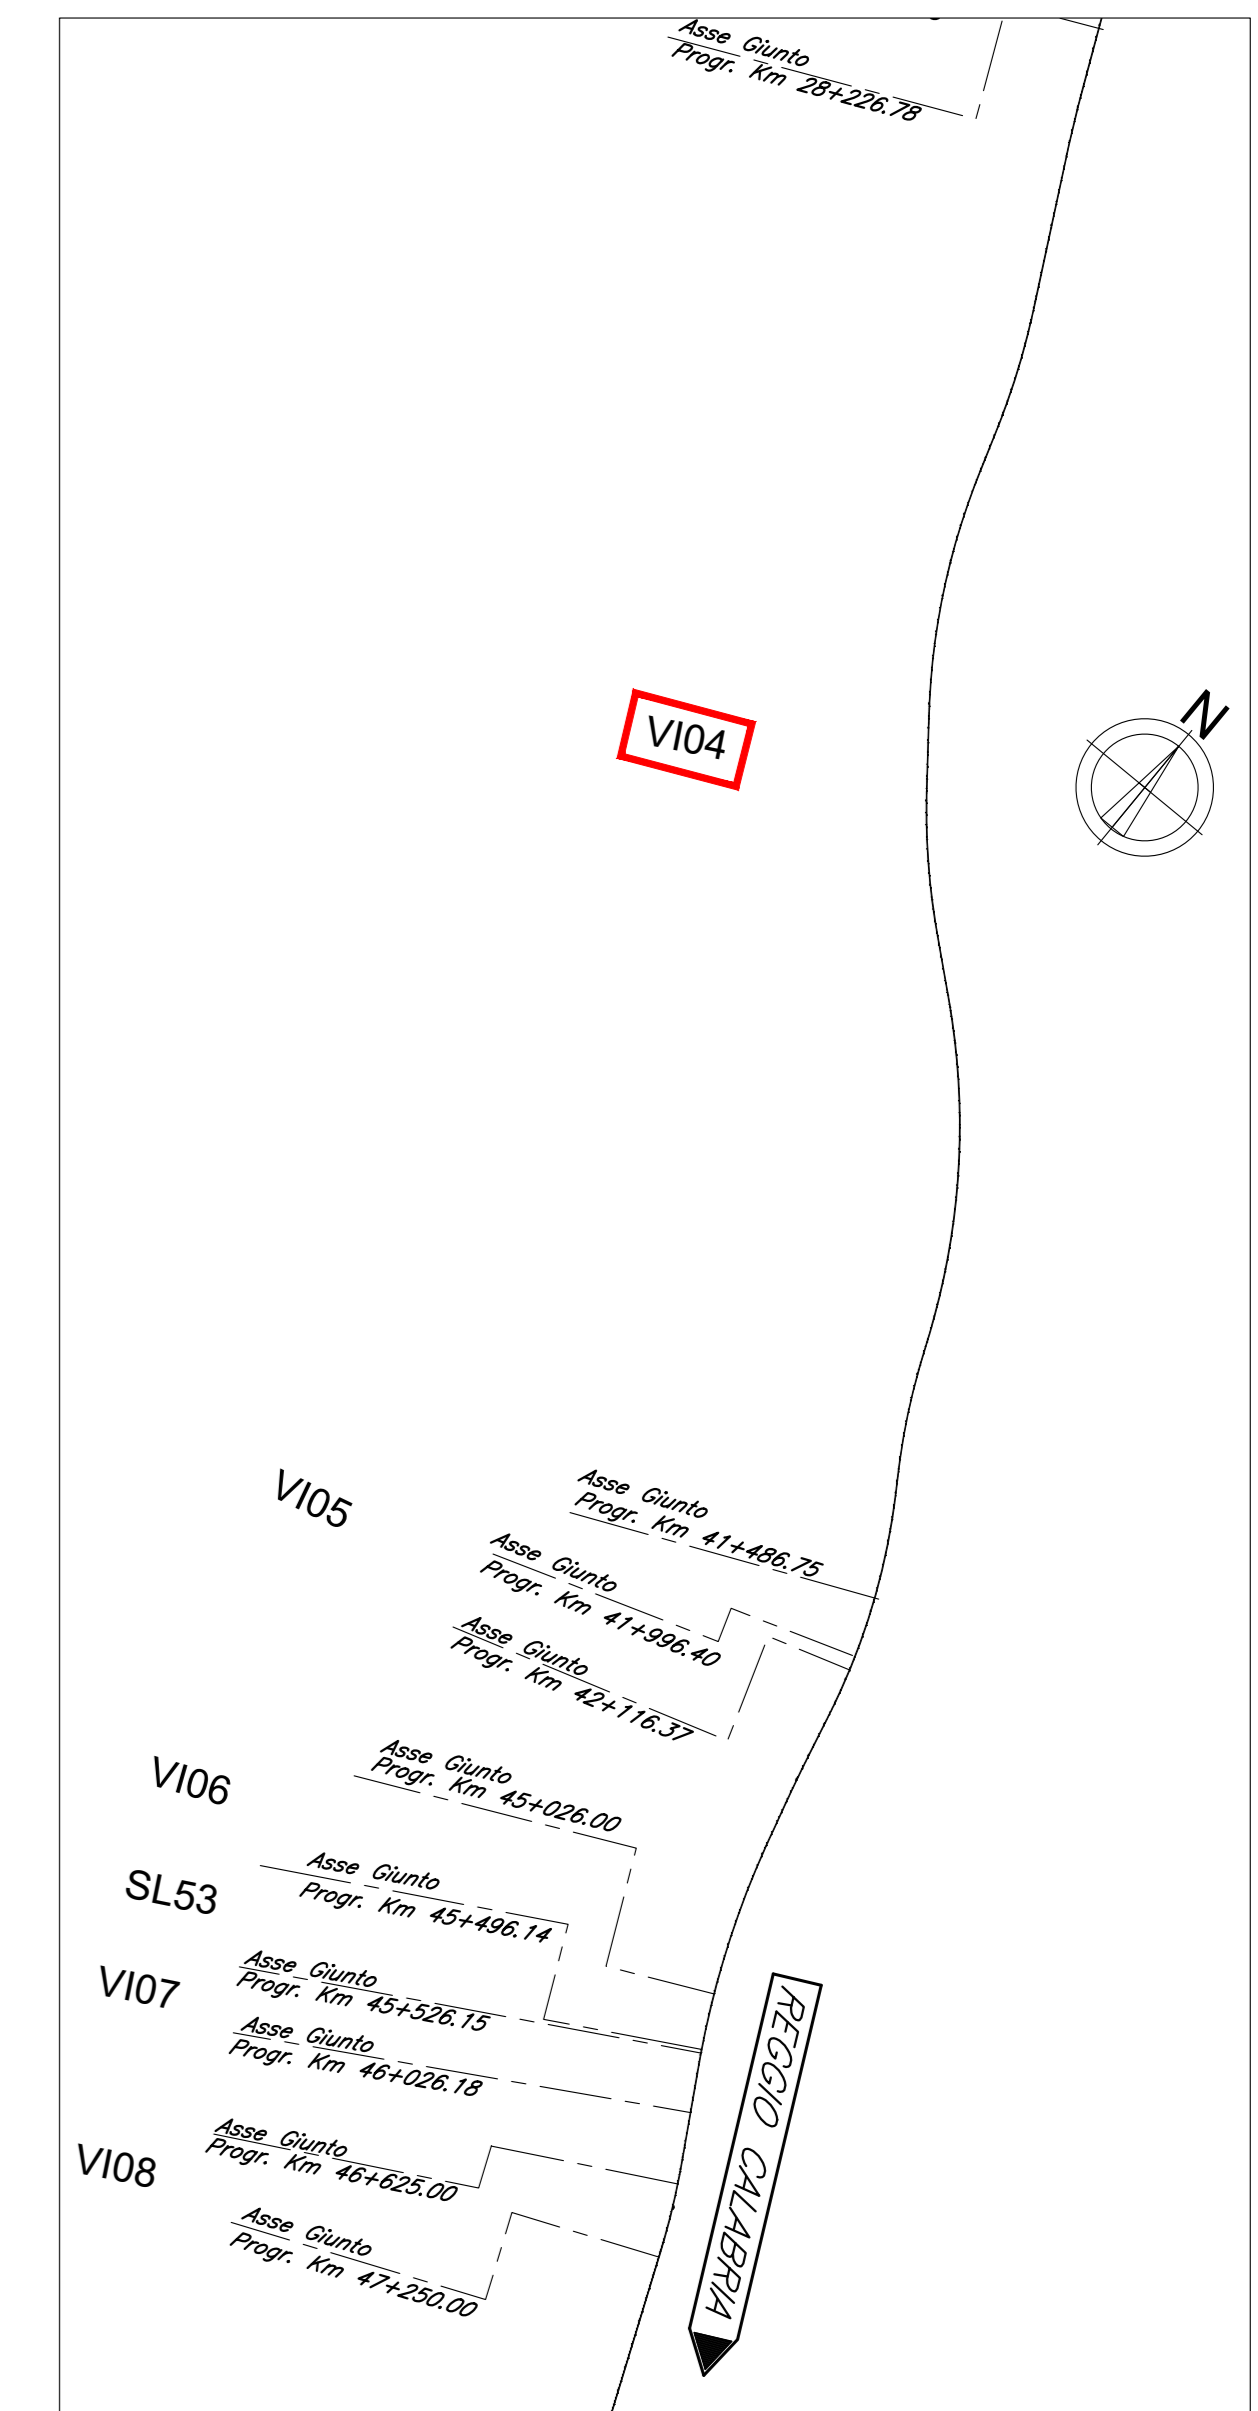 Asse Giunto
Progr. Km 28+226.78
VI04
N
VI05
Asse Giunto
Progr. Km 41+486.75
Asse Giunto
Progr. Km 41+996.40
Asse Giunto
Progr. Km 42+116.37
VI06
Asse Giunto
Progr. Km 45+026.00
SL53
Asse Giunto
Progr. Km 45+496.14
VI07
Asse Giunto
Progr. Km 45+526.15
Asse Giunto
Progr. Km 46+026.18
VI08
Asse Giunto
Progr. Km 46+625.00
Asse Giunto
Progr. Km 47+250.00
REGGIO CALABRIA